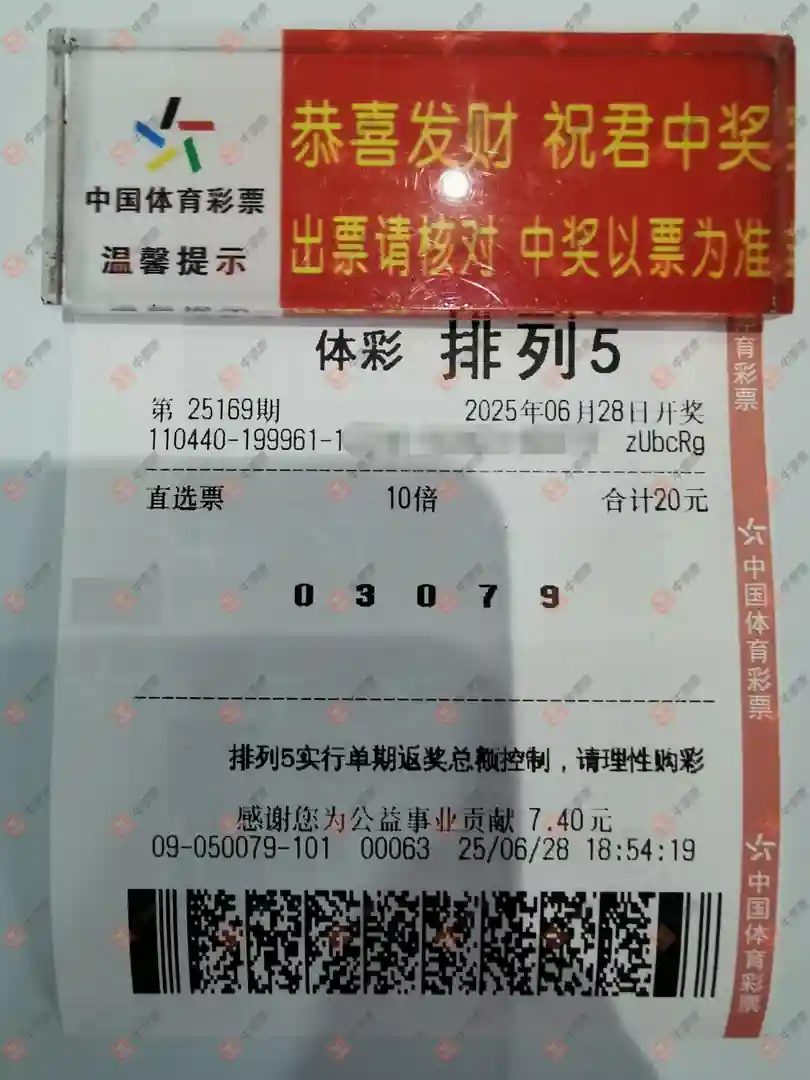 恭喜发财 祝君中奖
中国体育彩票
出票请核对 中奖以票为准
温馨提示
体彩 排列5
第 25169期 2025年06月28日开奖
110440-199961-1 zUbcRg
直选票 10倍 合计20元
0 3 0 7 9
排列5实行单期返奖总额控制，请理性购彩
感谢您为公益事业贡献 7.40元
09-050079-101 00063 25/06/28 18:54:19
育彩票
中国体育彩票
中国体育彩票